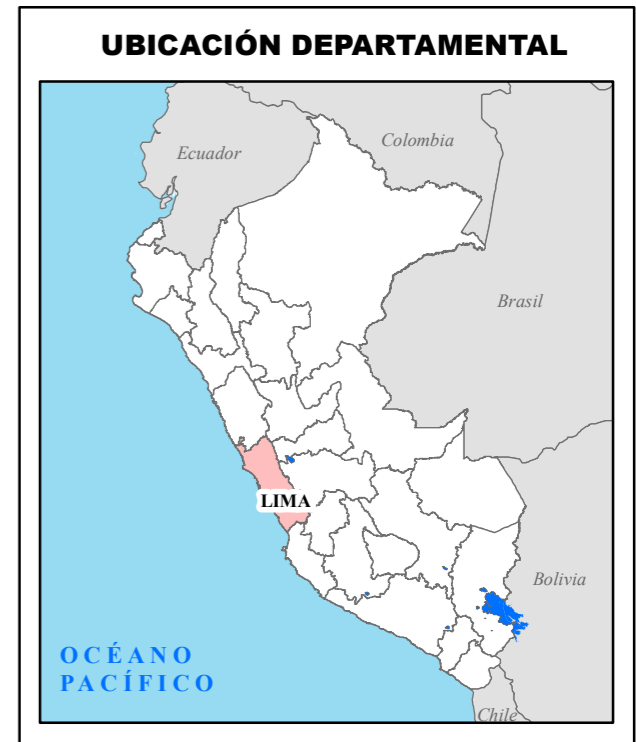 UBICACIÓN DEPARTAMENTAL
Colombia
Ecuador
Brasil
LIMA
Bolivia
OCÉANO
PACÍFICO
Chile